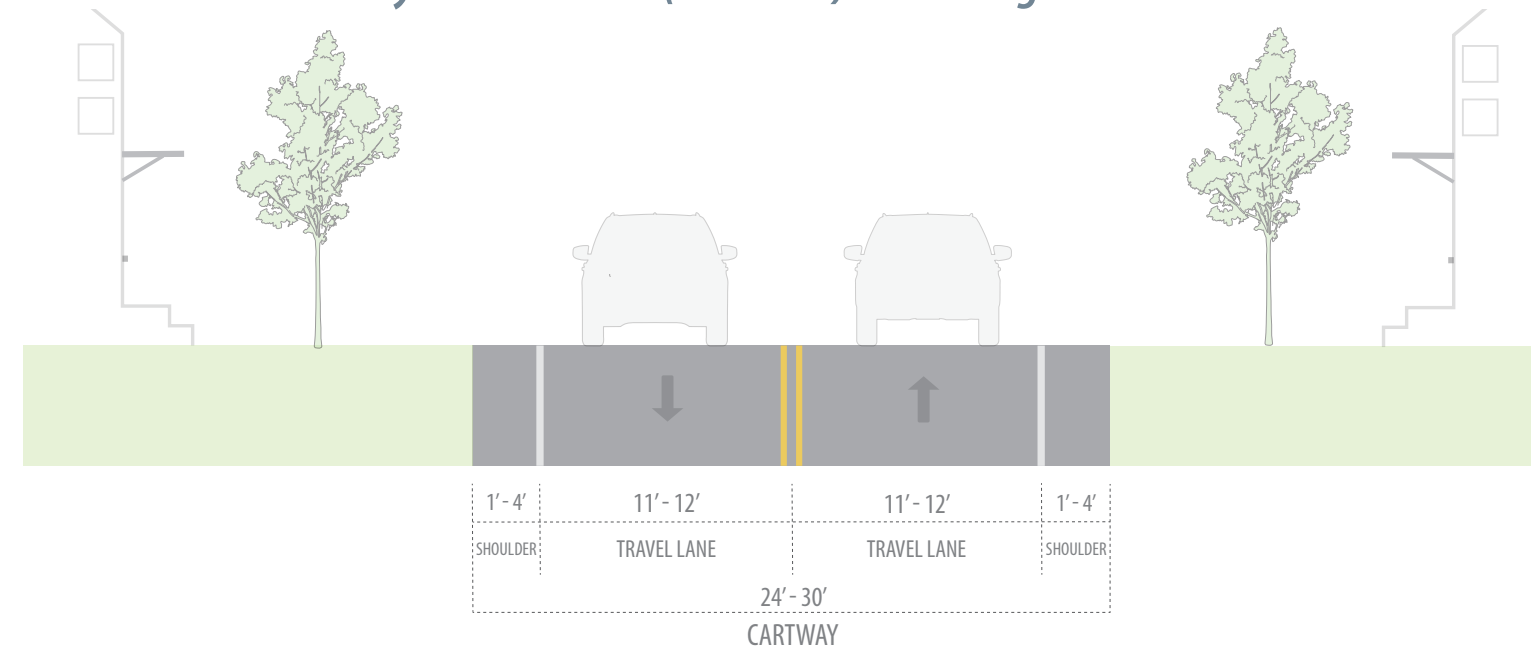 1' - 4' 11' - 12' 11' - 12' 1' - 4'
SHOULDER TRAVEL LANE TRAVEL LANE SHOULDER
24' - 30'
CARTWAY